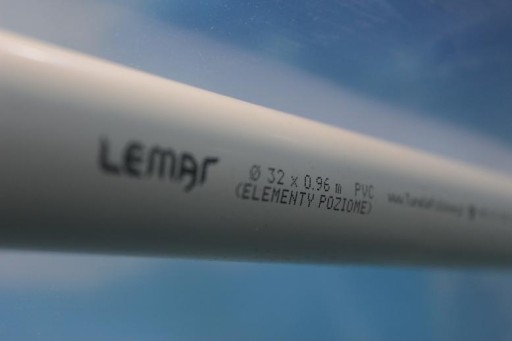 LEMAR
Ø 32 x 0.96 m PVC
(ELEMENTY POZIOME)